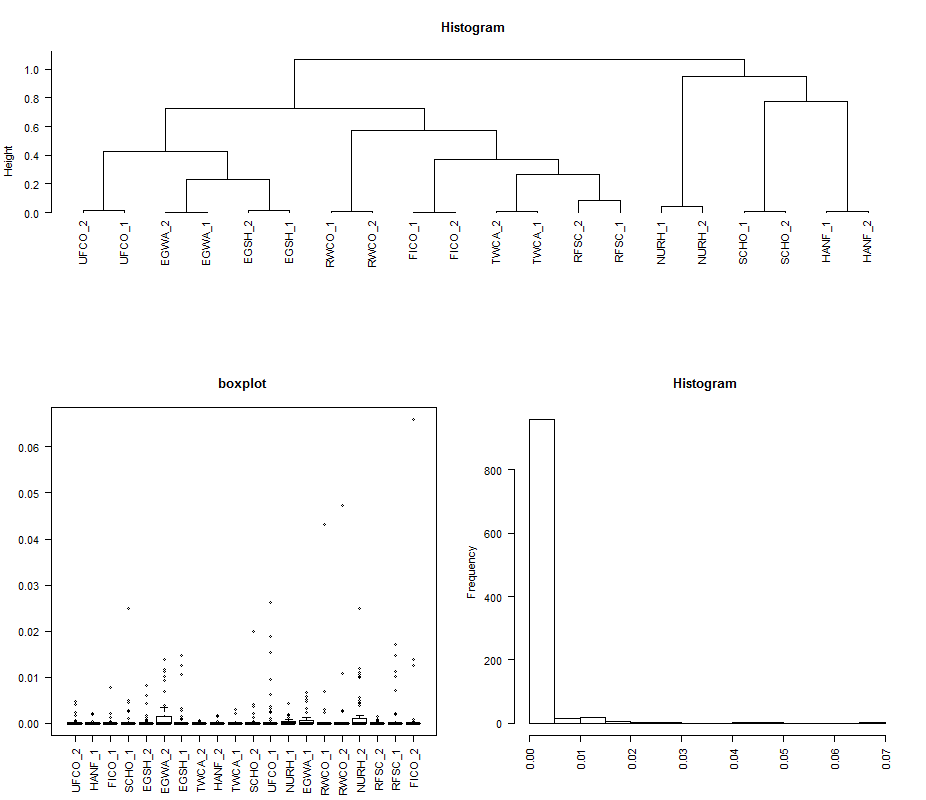 Histogram
Height
1.0
0.8
0.6
0.4
0.2
0.0
UFCO_2 UFCO_1 EGWA_2 EGWA_1 EGSH_2 EGSH_1 RWCO_1 RWCO_2 FICO_1 FICO_2 TWCA_2 TWCA_1 RFSC_2 RFSC_1 NURH_1 NURH_2 SCHO_1 SCHO_2 HANF_1 HANF_2
boxplot
0.06
0.05
0.04
0.03
0.02
0.01
0.00
UFCO_2 HANF_1 FICO_1 SCHO_1 EGSH_2 EGWA_2 EGSH_1 TWCA_2 HANF_2 TWCA_1 SCHO_2 UFCO_1 NURH_1 EGWA_1 RWCO_1 RWCO_2 NURH_2 RFSC_2 RFSC_1 FICO_2
Histogram
Frequency
800
600
400
200
0
0.00 0.01 0.02 0.03 0.04 0.05 0.06 0.07